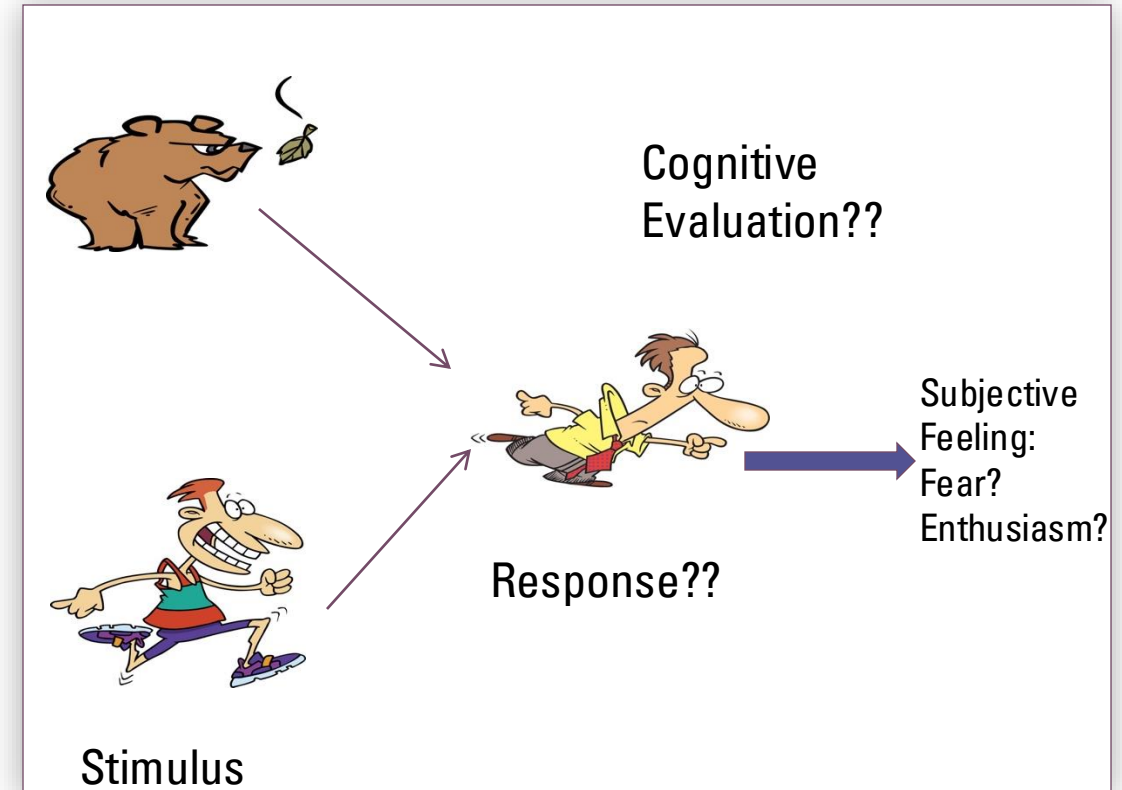 Cognitive
Evaluation??
Subjective
Feeling:
Fear?
Enthusiasm?
Response??
Stimulus